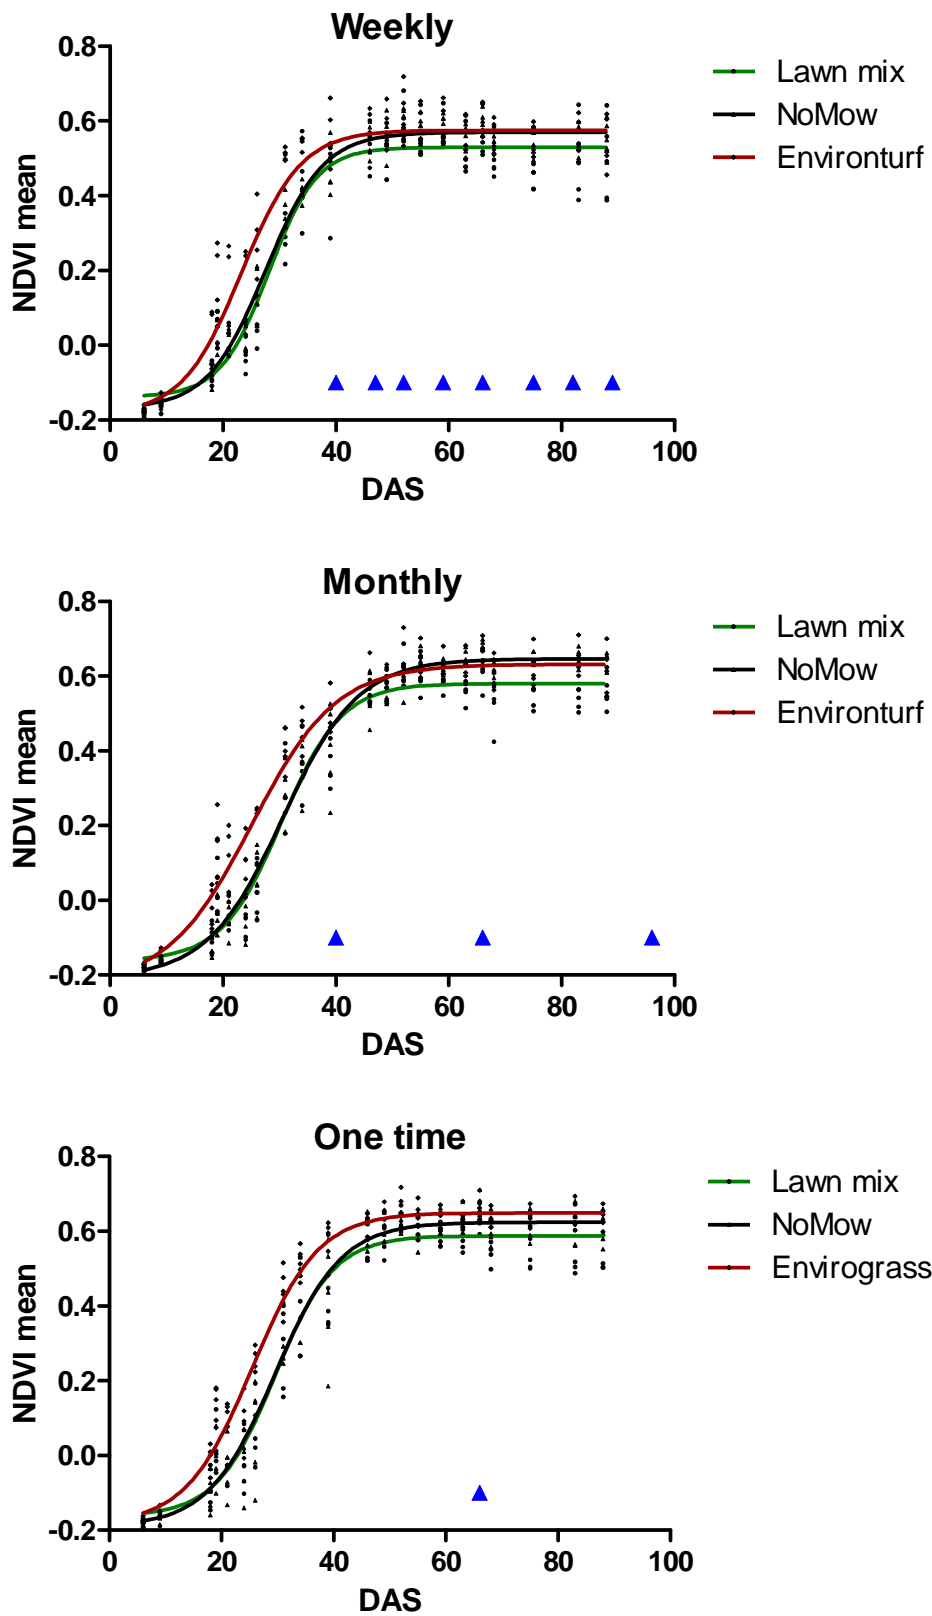 Weekly
0.8
0.6
0.4
0.2
0.0
-0.2
NDVI mean
0 20 40 60 80 100
DAS
Lawn mix
NoMow
Environturf
Monthly
0.8
0.6
0.4
0.2
0.0
-0.2
NDVI mean
0 20 40 60 80 100
DAS
Lawn mix
NoMow
Environturf
One time
0.8
0.6
0.4
0.2
0.0
-0.2
NDVI mean
0 20 40 60 80 100
DAS
Lawn mix
NoMow
Envirograss